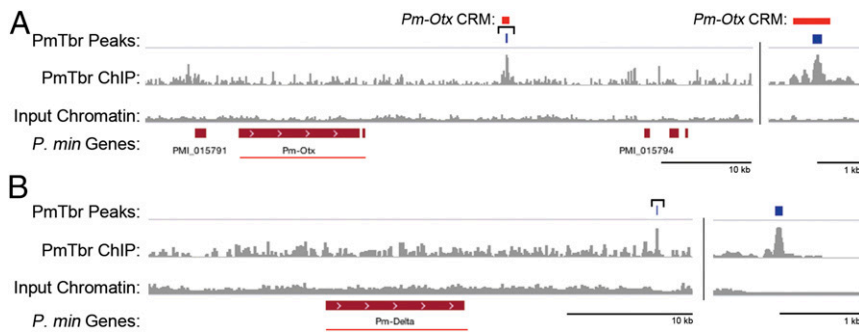 A
Pm-Otx CRM: Pm-Otx CRM:
PmTbr Peaks:
PmTbr ChIP:
Input Chromatin:
P. min Genes:
PMI_015791 Pm-Otx PMI_015794
10 kb 1 kb
B
PmTbr Peaks:
PmTbr ChIP:
Input Chromatin:
P. min Genes:
Pm-Delta
10 kb 1 kb